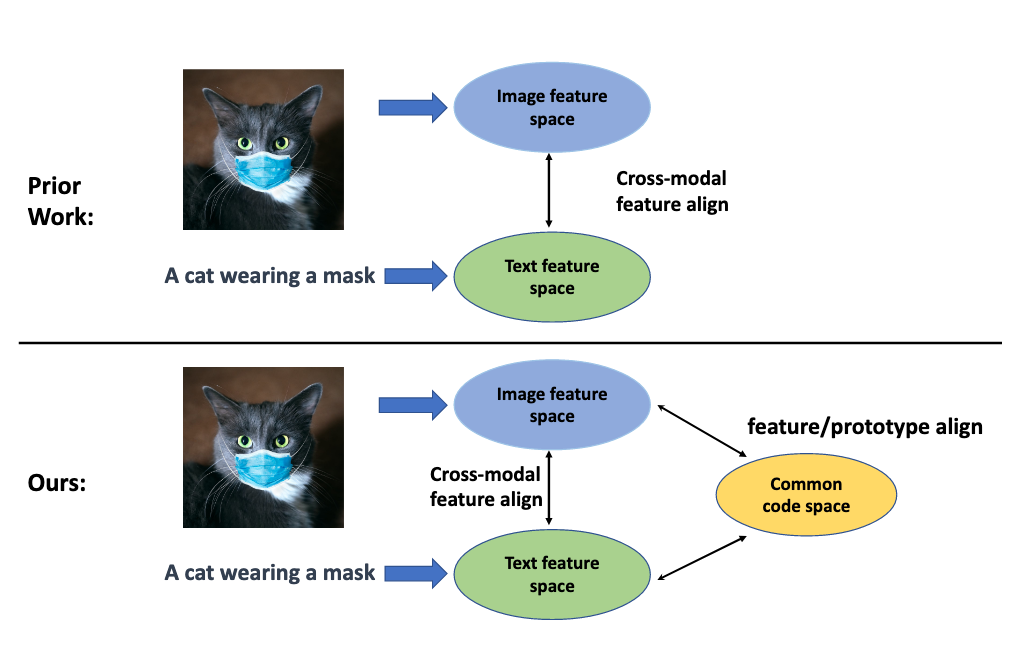 Image feature
space
Prior
Work:
Cross-modal
feature align
A cat wearing a mask
Text feature
space
Image feature
space
feature/prototype align
Ours:
Cross-modal
feature align
Common
code space
A cat wearing a mask
Text feature
space